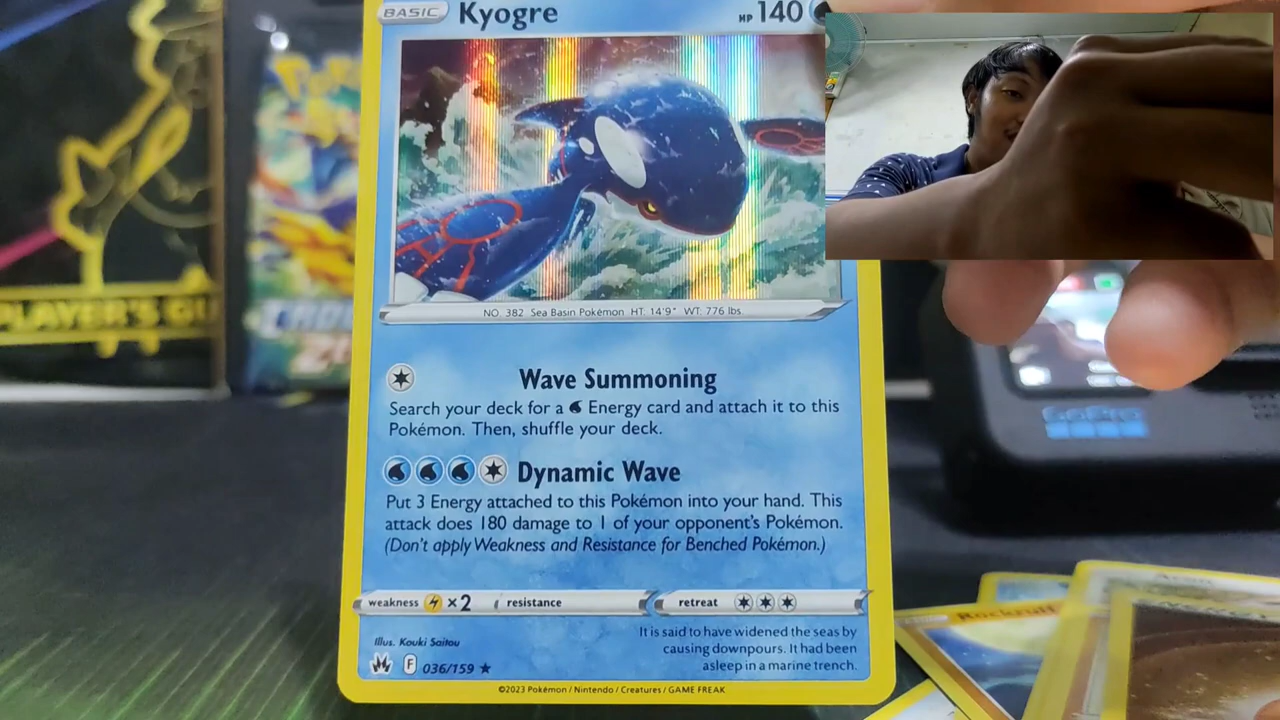 BASIC Kyogre HP 140
NO. 382 Sea Basin Pokémon HT: 14'9" WT: 776 lbs.
Wave Summoning
Search your deck for a Energy card and attach it to this
Pokémon. Then, shuffle your deck.
Dynamic Wave
Put 3 Energy attached to this Pokémon into your hand. This
attack does 180 damage to 1 of your opponent's Pokémon.
(Don't apply Weakness and Resistance for Benched Pokémon.)
weakness ×2 resistance retreat
Illus. Kouki Saitou
It is said to have widened the seas by
causing downpours. It had been
asleep in a marine trench.
F 036/159 ★
©2023 Pokémon / Nintendo / Creatures / GAME FREAK
PLAYER'S GU
GoPro
Rockruff